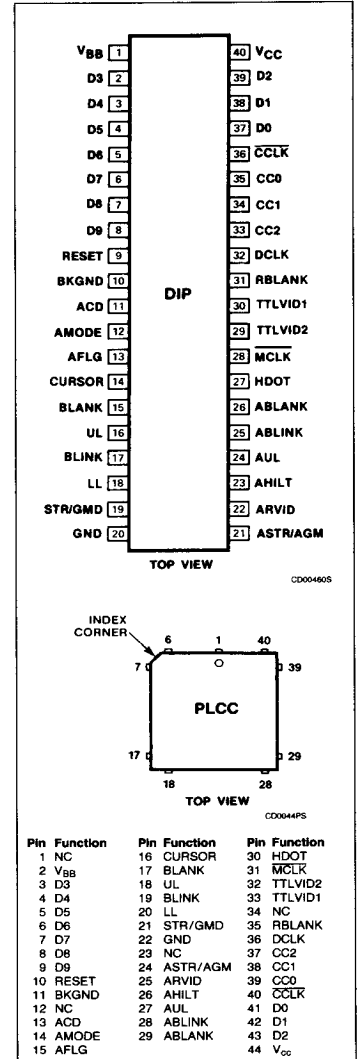 VBB 1 40 VCC
D3 2 39 D2
D4 3 38 D1
D5 4 37 D0
D6 5 36 CCLK
D7 6 35 CC0
D8 7 34 CC1
D9 8 33 CC2
RESET 9 32 DCLK
BKGND 10 31 RBLANK
DIP
ACD 11 30 TTLVID1
AMODE 12 29 TTLVID2
AFLG 13 28 MCLK
CURSOR 14 27 HDOT
BLANK 15 26 ABLANK
UL 16 25 ABLINK
BLINK 17 24 AUL
LL 18 23 AHILT
STR/GMD 19 22 ARVID
GND 20 21 ASTR/AGM
TOP VIEW
CD00460S
INDEX
CORNER
6 1 40
7 39
PLCC
17 29
18 28
TOP VIEW
CD0044PS
Pin Function Pin Function Pin Function
1 NC 16 CURSOR 30 HDOT
2 VBB 17 BLANK 31 MCLK
3 D3 18 UL 32 TTLVID2
4 D4 19 BLINK 33 TTLVID1
5 D5 20 LL 34 NC
6 D6 21 STR/GMD 35 RBLANK
7 D7 22 GND 36 DCLK
8 D8 23 NC 37 CC2
9 D9 24 ASTR/AGM 38 CC1
10 RESET 25 ARVID 39 CC0
11 BKGND 26 AHILT 40 CCLK
12 NC 27 AUL 41 D0
13 ACD 28 ABLINK 42 D1
14 AMODE 29 ABLANK 43 D2
15 AFLG 44 Vcc